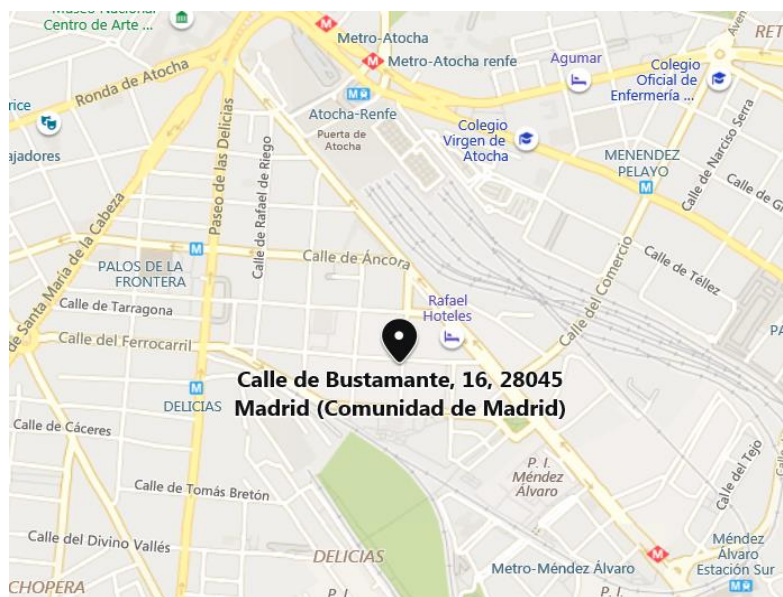 Museo Nacional
Centro de Arte ...
Metro-Atocha
Metro-Atocha renfe
Agumar
Colegio
Oficial de
Enfermería ...
RET
Ronda de Atocha
Atocha-Renfe
Puerta de
Atocha
Colegio
Virgen de
Atocha
MENENDEZ
PELAYO
Calle de Narciso Serra
rice
ajadores
Paseo de las Delicias
Calle de Rafael de Riego
de Santa María de la Cabeza
Calle de Áncora
PALOS DE LA
FRONTERA
Calle de Téllez
Calle del Comercio
Calle de Tarragona
Rafael
Hoteles
PA
Calle del Ferrocarril
Calle de Bustamante, 16, 28045
Madrid (Comunidad de Madrid)
DELICIAS
Calle de Cáceres
P. I.
Méndez
Álvaro
Calle del Tejo
Calle de Tomás Bretón
Calle del Divino Vallés
DELICIAS
Metro-Méndez Álvaro
Méndez
Álvaro
Estación Sur
CHOPERA
P. I.